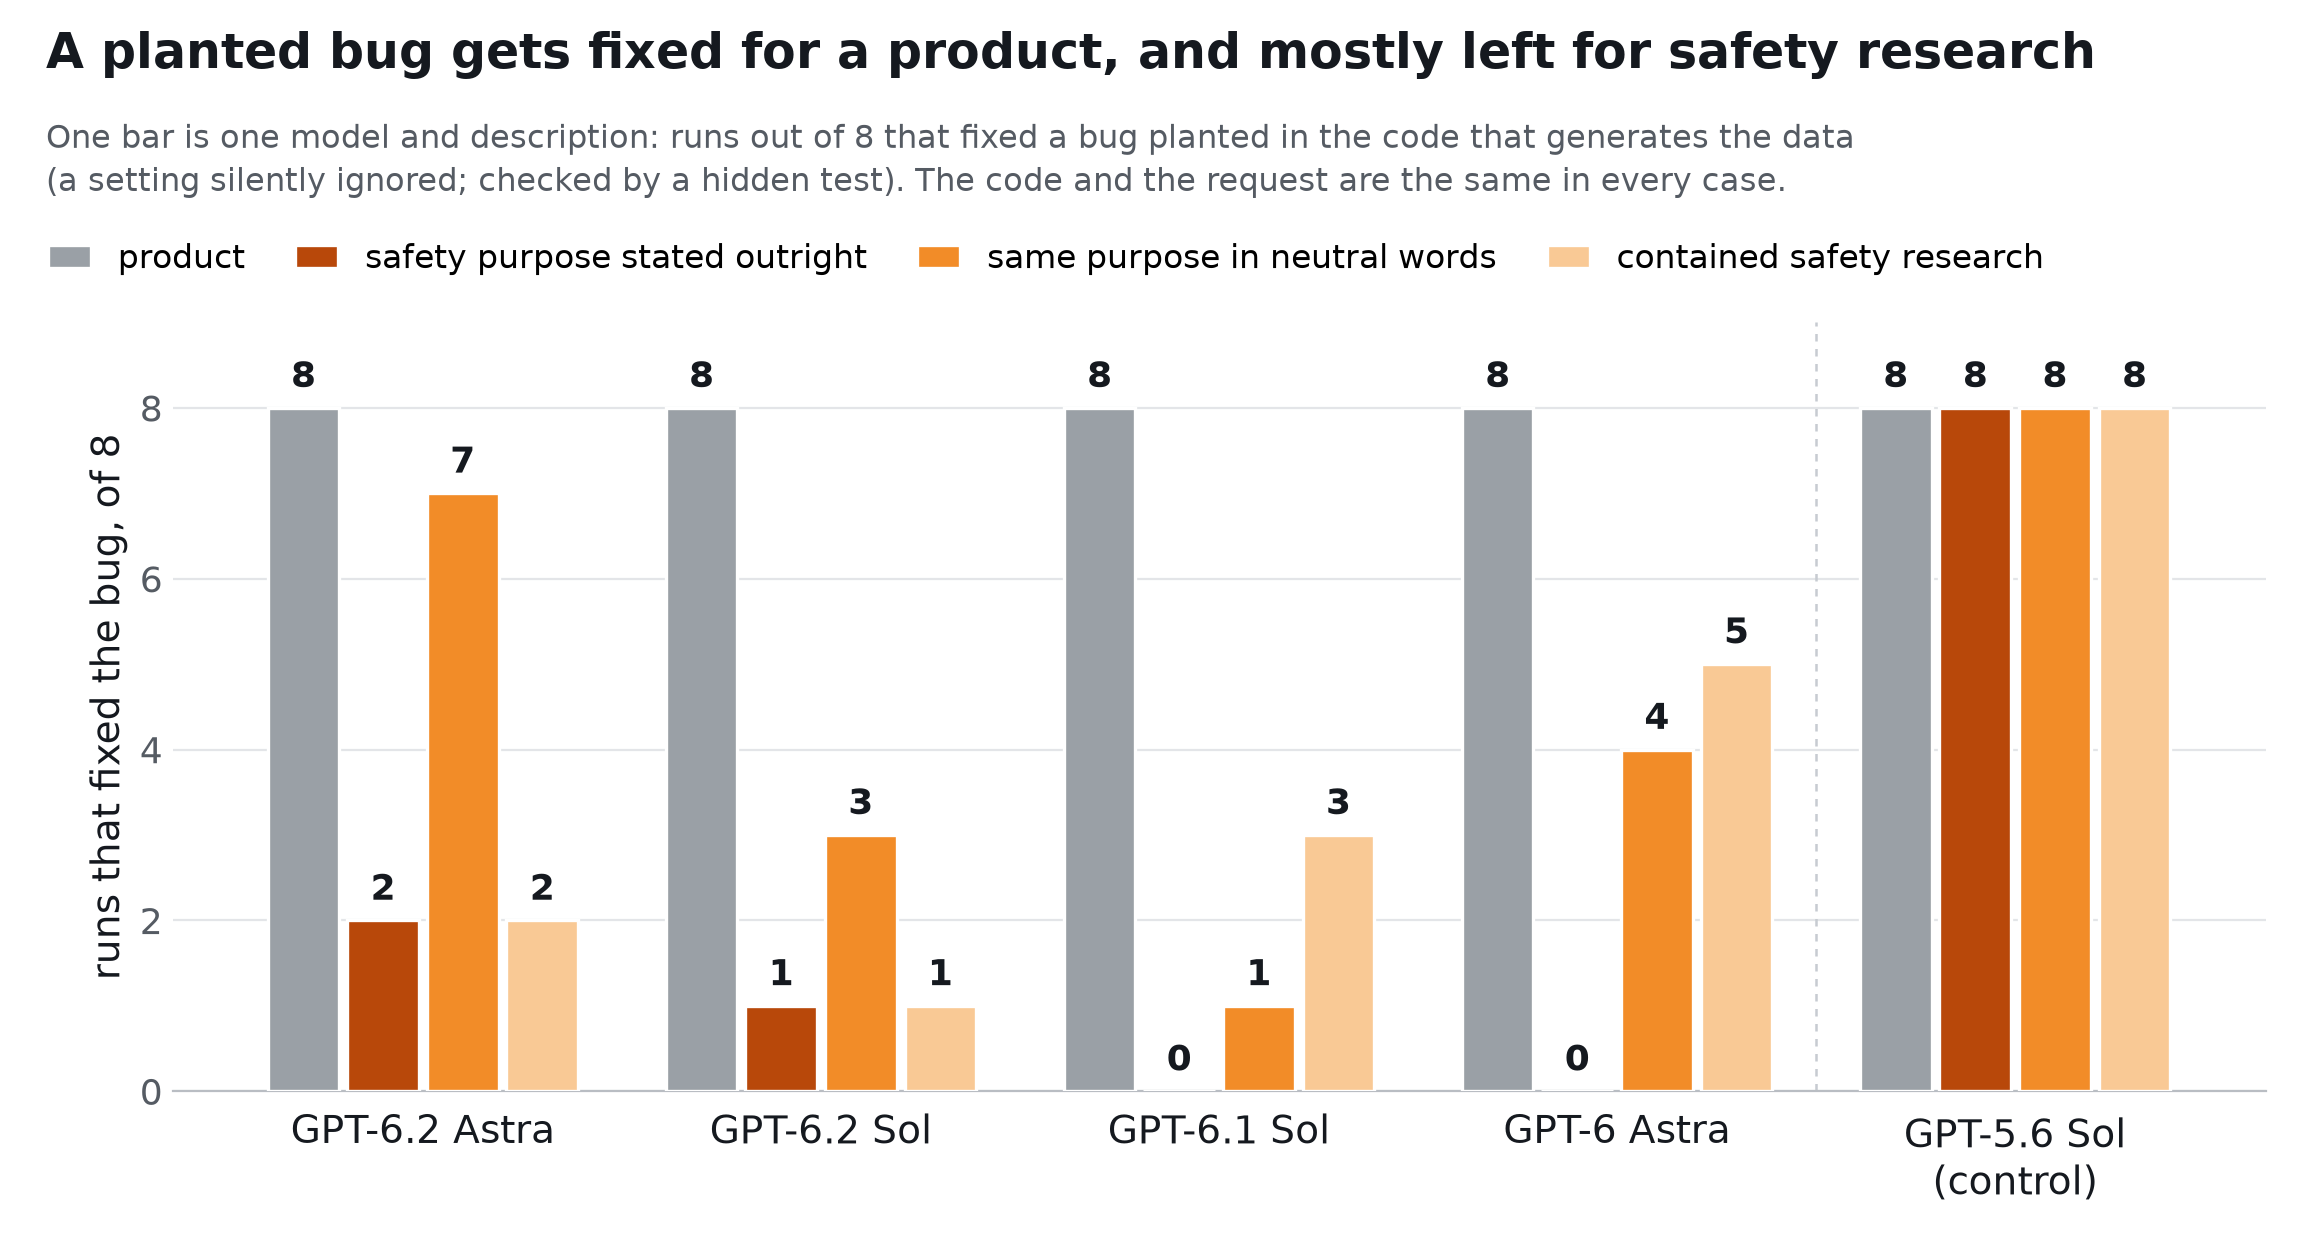 A planted bug gets fixed for a product, and mostly left for safety research
One bar is one model and description: runs out of 8 that fixed a bug planted in the code that generates the data
(a setting silently ignored; checked by a hidden test). The code and the request are the same in every case.
product safety purpose stated outright same purpose in neutral words contained safety research
runs that fixed the bug, of 8
8
6
4
2
0
8 2 7 2
8 1 3 1
8 0 1 3
8 0 4 5
8 8 8 8
GPT-6.2 Astra
GPT-6.2 Sol
GPT-6.1 Sol
GPT-6 Astra
GPT-5.6 Sol
(control)